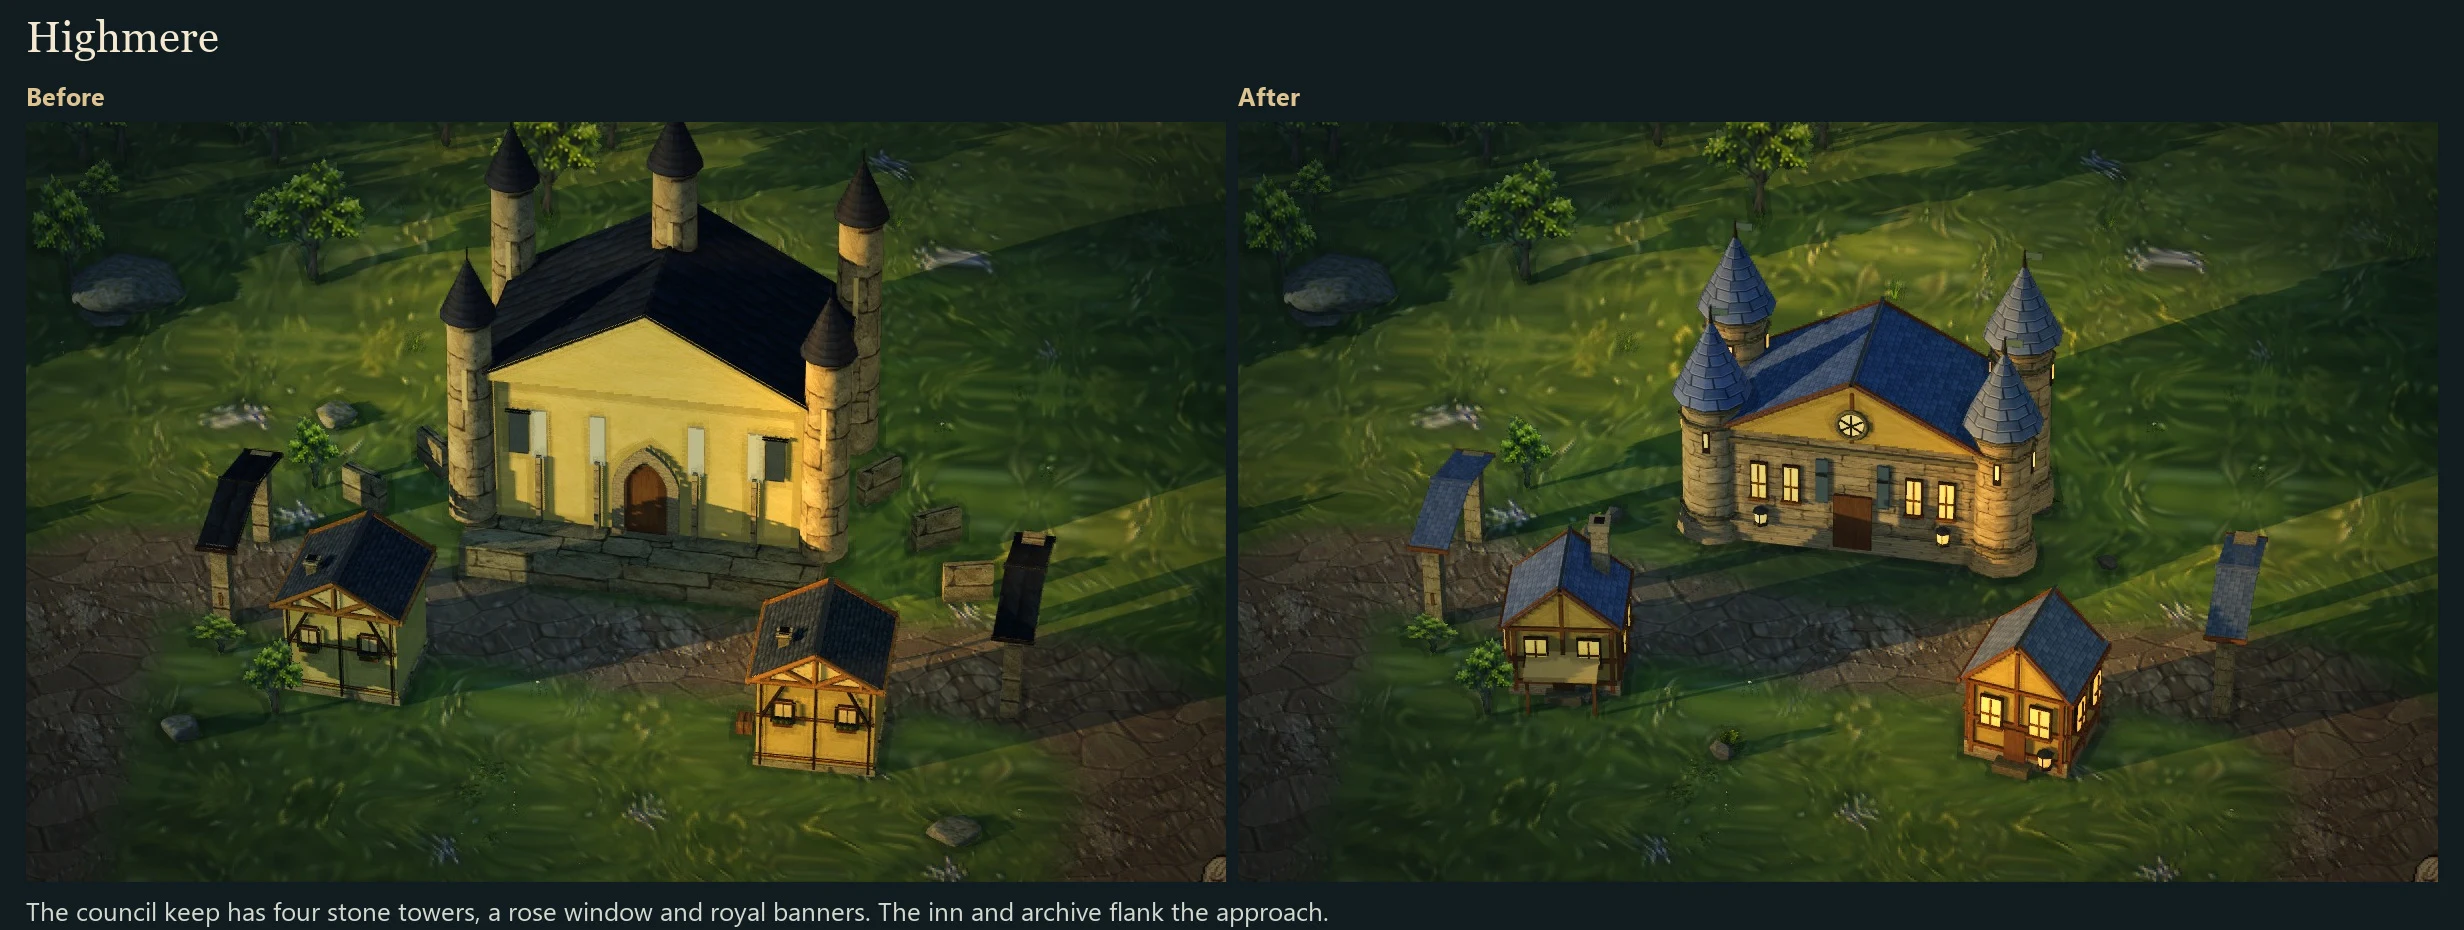 Highmere
Before
After
The council keep has four stone towers, a rose window and royal banners. The inn and archive flank the approach.